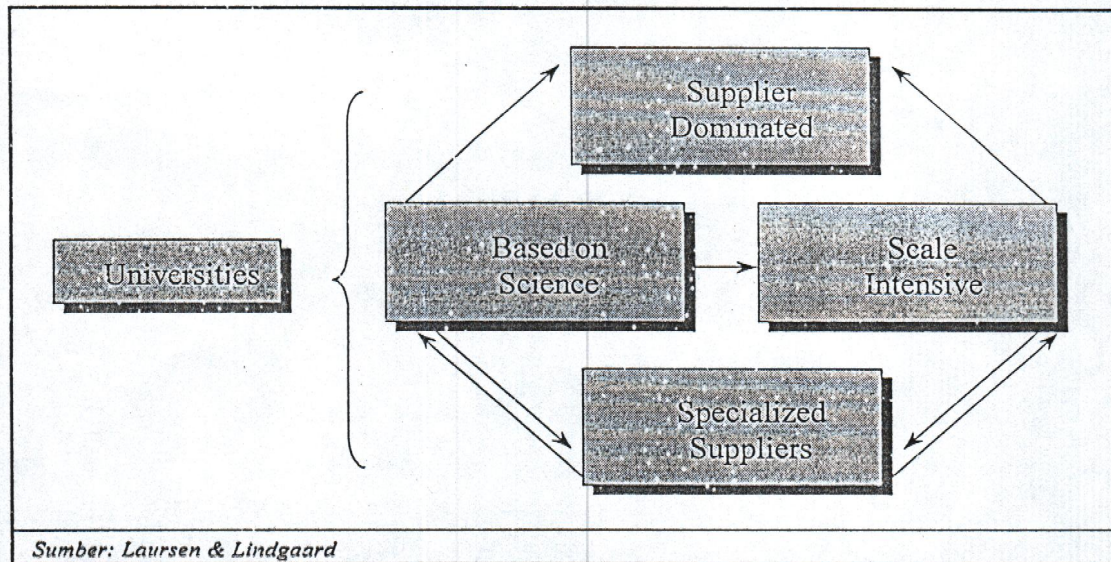 Supplier
Dominated
Universities
Based on
Science
Scale
Intensive
Specialized
Suppliers
Sumber: Laursen & Lindgaard